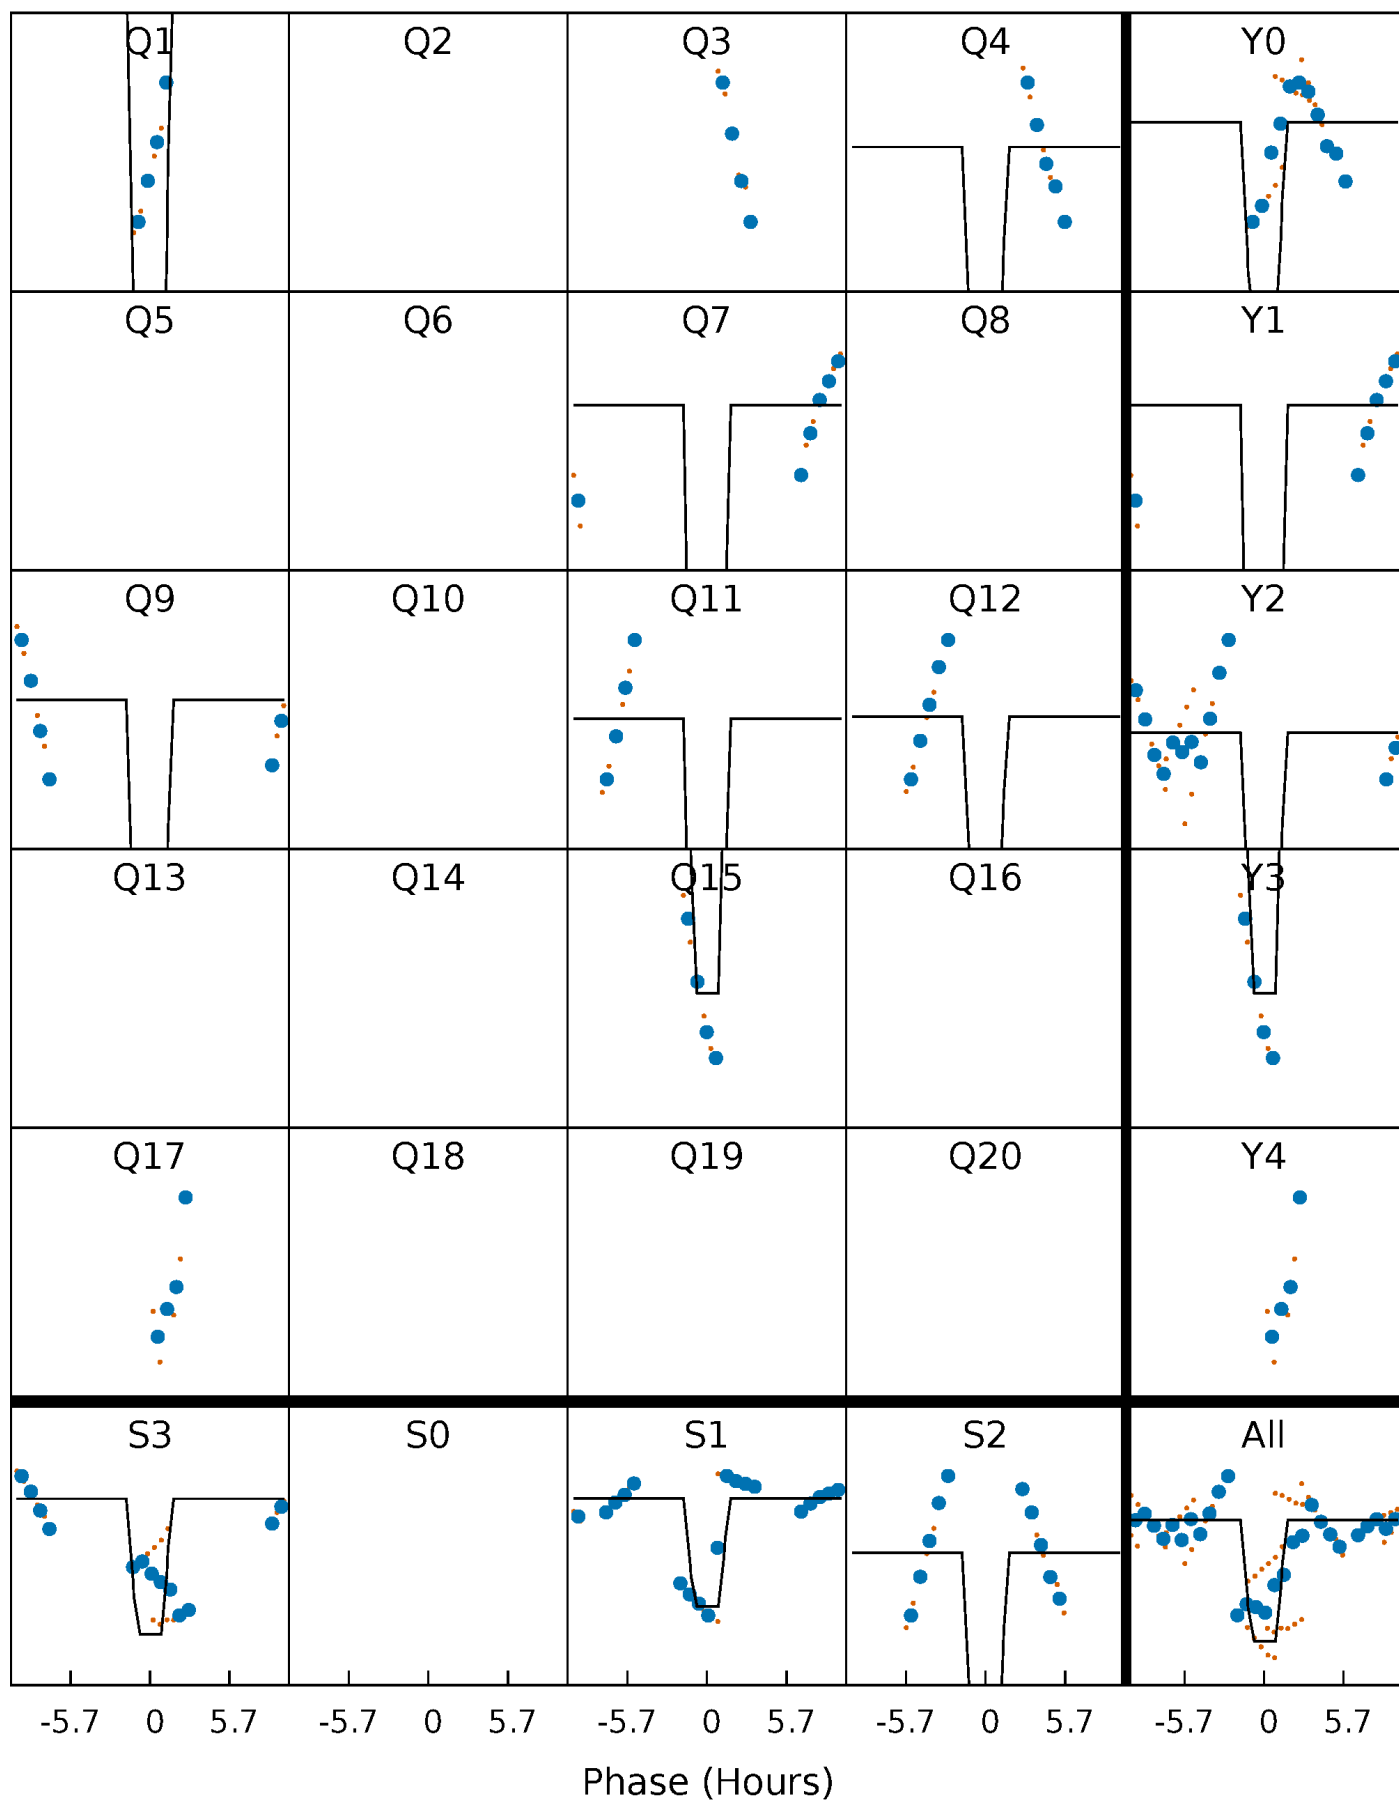 Q1 Q2 Q3 Q4 Y0
Q5 Q6 Q7 Q8 Y1
Q9 Q10 Q11 Q12 Y2
Q13 Q14 Q15 Q16 Y3
Q17 Q18 Q19 Q20 Y4
S3 S0 S1 S2 All
-5.7 0 5.7 -5.7 0 5.7 -5.7 0 5.7 -5.7 0 5.7 -5.7 0 5.7
Phase (Hours)